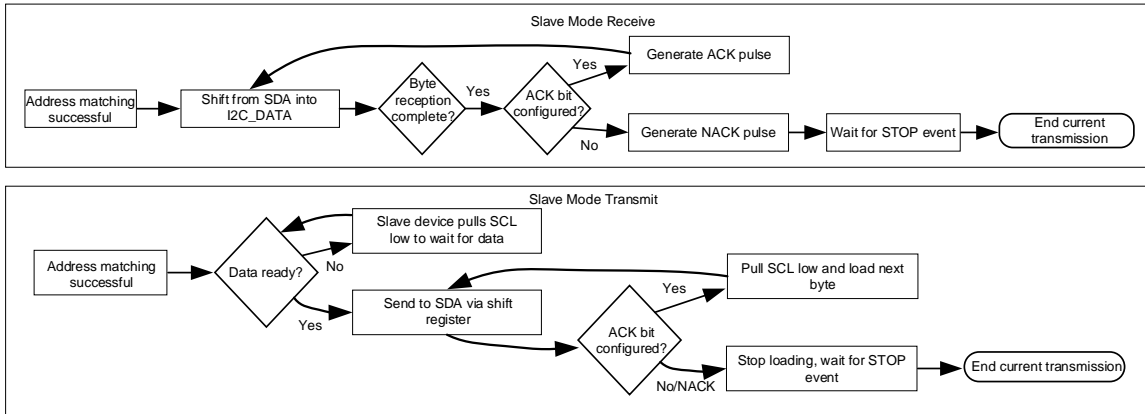 Slave Mode Receive
Generate ACK pulse
Yes
Address matching
successful
Shift from SDA into
I2C_DATA
Byte
reception
complete?
Yes
ACK bit
configured?
No
Generate NACK pulse
Wait for STOP event
End current
transmission
Slave Mode Transmit
Slave device pulls SCL
low to wait for data
Address matching
successful
Data ready?
No
Yes
Send to SDA via shift
register
Pull SCL low and load next
byte
Yes
ACK bit
configured?
No/NACK
Stop loading, wait for STOP
event
End current transmission